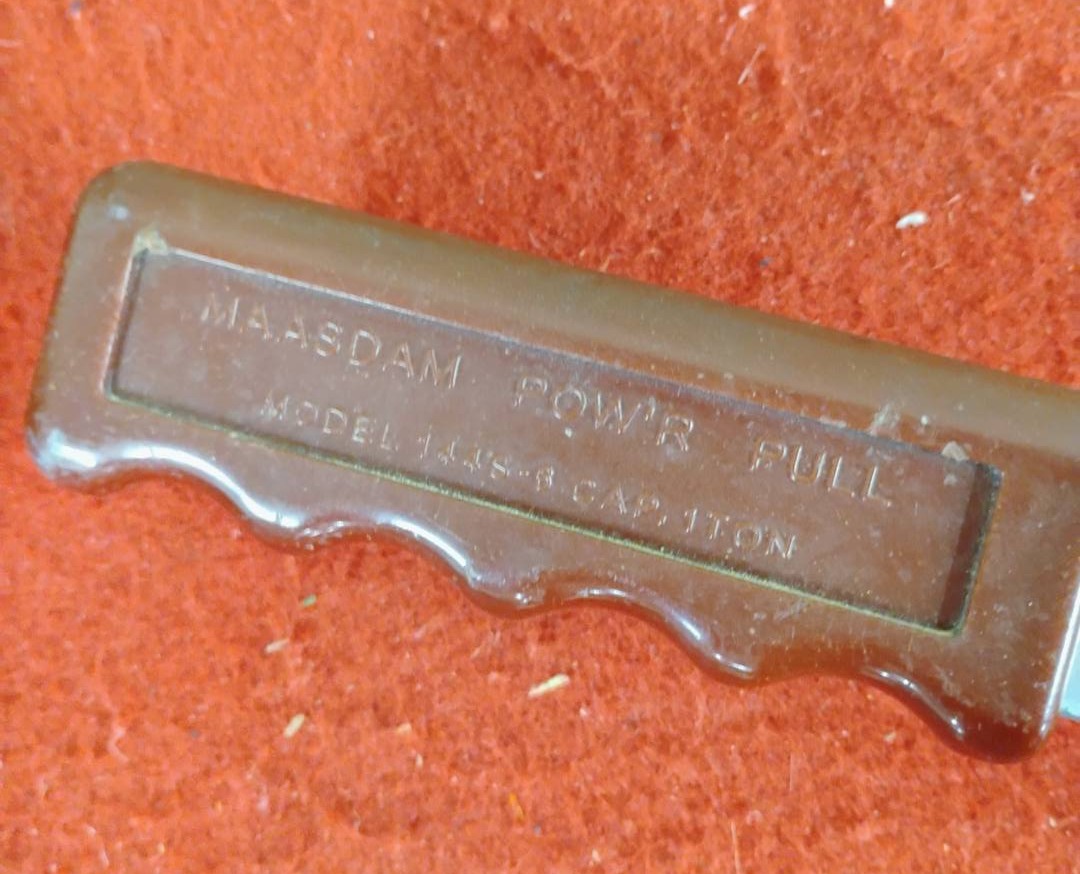 MAASDAM POW'R PULL
MODEL 144S-6 CAP. 1TON